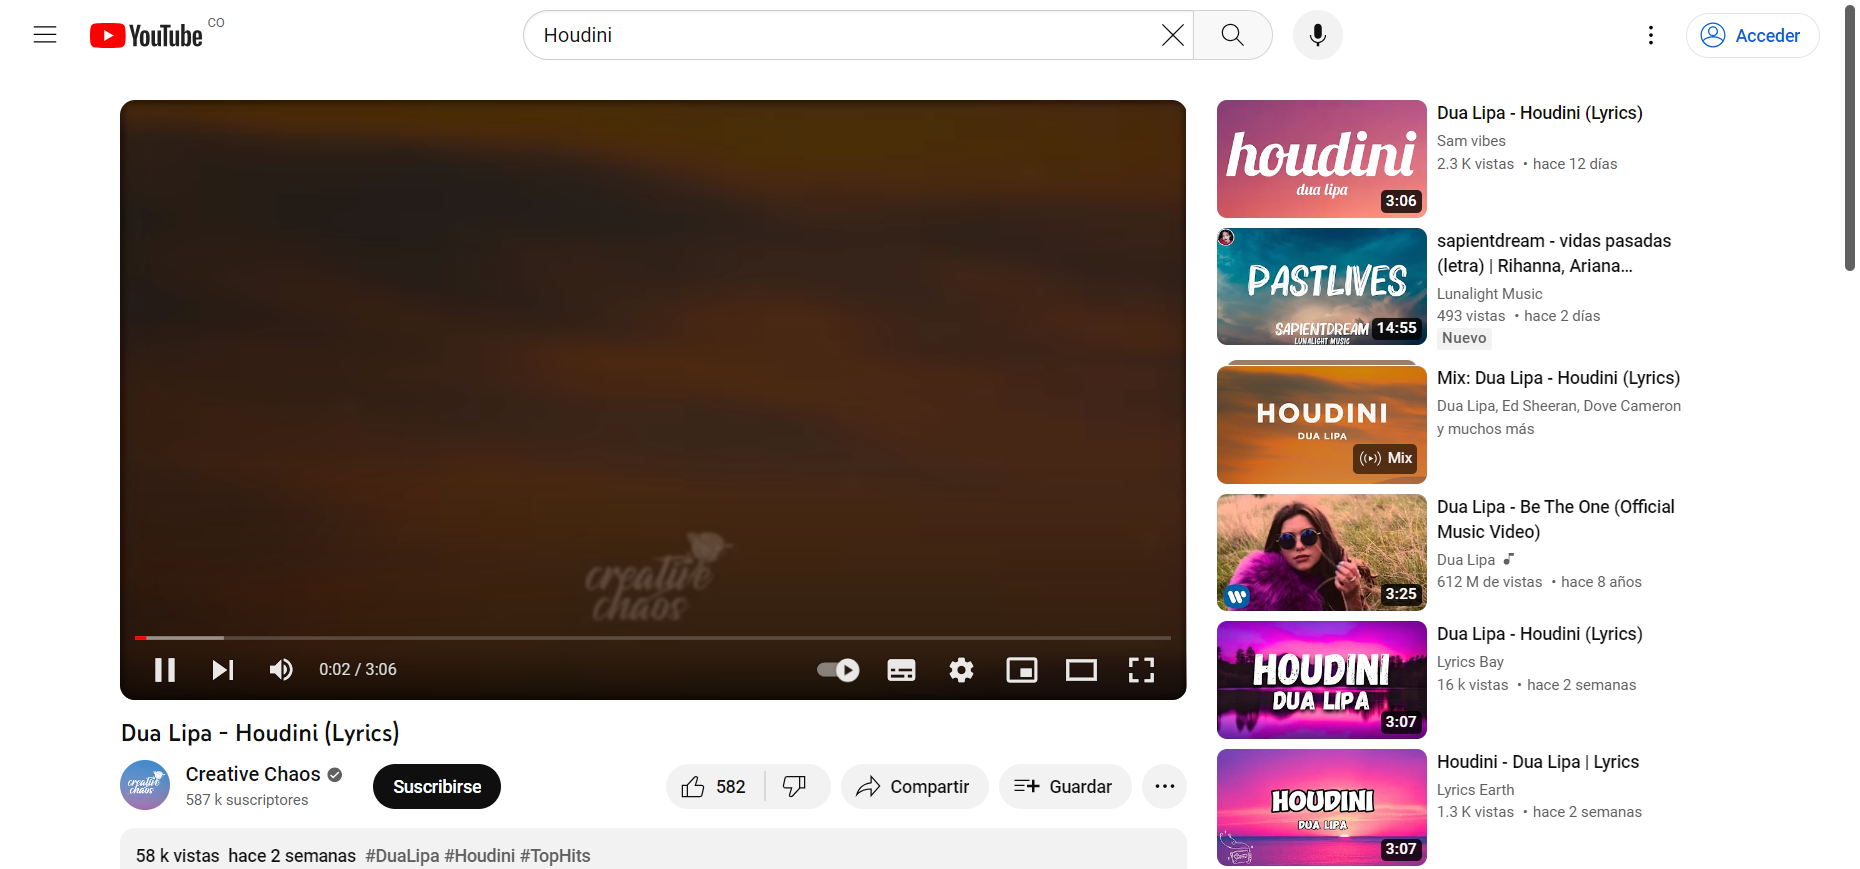 YouTube CO
Houdini
Acceder
creative
chaos
0:02 / 3:06
Dua Lipa - Houdini (Lyrics)
creative
chaos
Creative Chaos
587 k suscriptores
Suscribirse
582
Compartir
Guardar
58 k vistas hace 2 semanas #DuaLipa #Houdini #TopHits
houdini
dua lipa
3:06
Dua Lipa - Houdini (Lyrics)
Sam vibes
2.3 K vistas • hace 12 días
PASTLIVES
SAPIENTDREAM
LUNALIGHT MUSIC
14:55
sapientdream - vidas pasadas
(letra) | Rihanna, Ariana...
Lunalight Music
493 vistas • hace 2 días
Nuevo
HOUDINI
DUA LIPA
Mix
Mix: Dua Lipa - Houdini (Lyrics)
Dua Lipa, Ed Sheeran, Dove Cameron
y muchos más
3:25
Dua Lipa - Be The One (Official
Music Video)
Dua Lipa
612 M de vistas • hace 8 años
HOUDINI
DUA LIPA
3:07
Dua Lipa - Houdini (Lyrics)
Lyrics Bay
16 k vistas • hace 2 semanas
HOUDINI
DUA LIPA
3:07
Houdini - Dua Lipa | Lyrics
Lyrics Earth
1.3 K vistas • hace 2 semanas